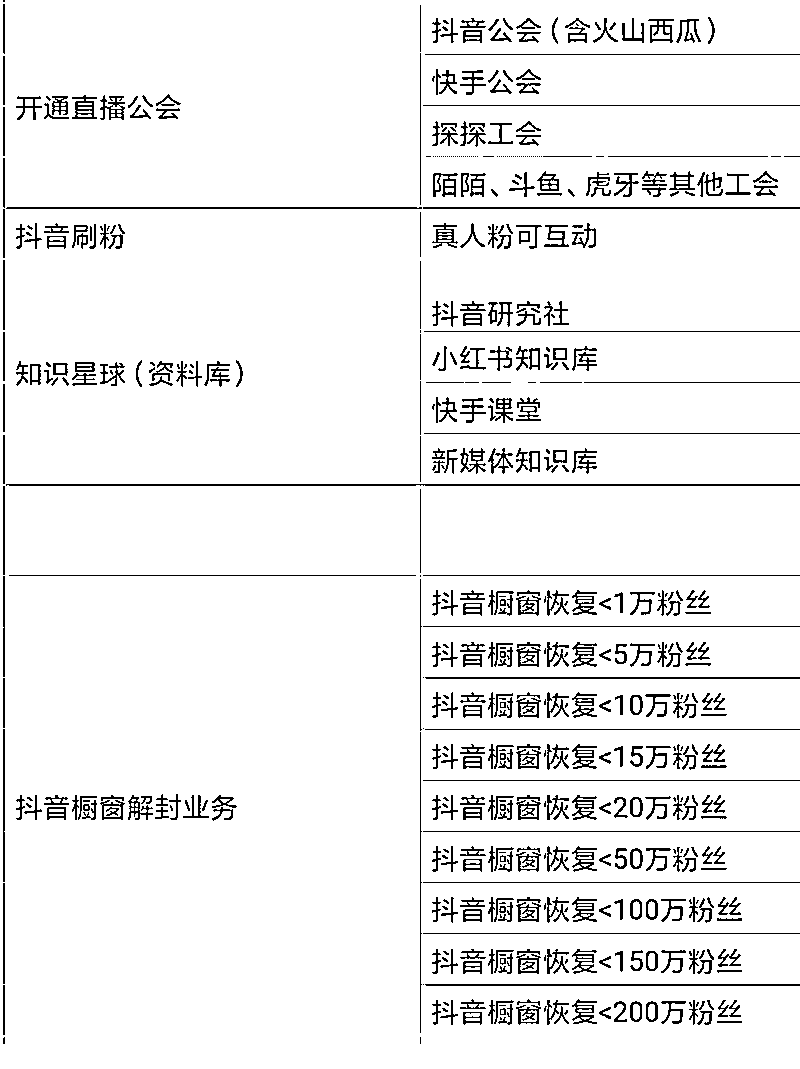 开通直播公会
抖音公会（含火山西瓜）
快手公会
探探工会
陌陌、斗鱼、虎牙等其他工会
抖音刷粉
真人粉可互动
知识星球（资料库）
抖音研究社
小红书知识库
快手课堂
新媒体知识库
抖音橱窗解封业务
抖音橱窗恢复<1万粉丝
抖音橱窗恢复<5万粉丝
抖音橱窗恢复<10万粉丝
抖音橱窗恢复<15万粉丝
抖音橱窗恢复<20万粉丝
抖音橱窗恢复<50万粉丝
抖音橱窗恢复<100万粉丝
抖音橱窗恢复<150万粉丝
抖音橱窗恢复<200万粉丝